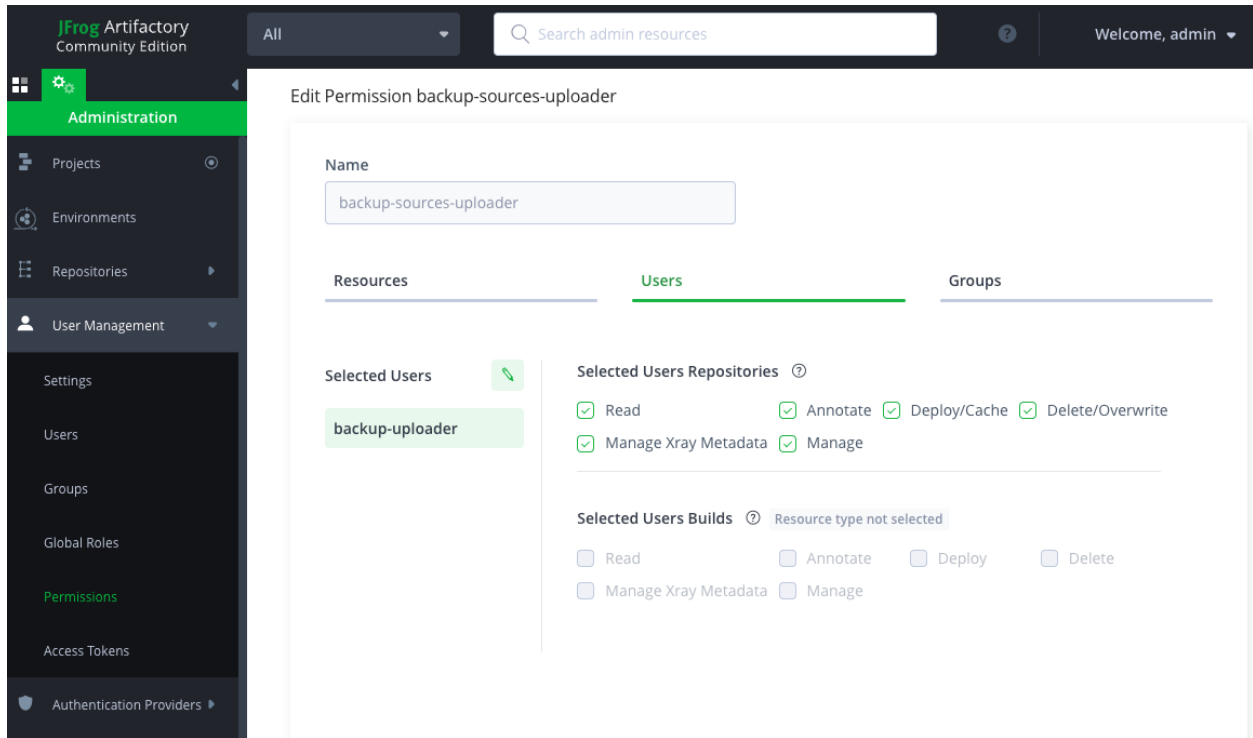 JFrog Artifactory
Community Edition
All
Search admin resources
Welcome, admin
Administration
Projects
Environments
Repositories
User Management
Settings
Users
Groups
Global Roles
Permissions
Access Tokens
Authentication Providers
Edit Permission backup-sources-uploader
Name
backup-sources-uploader
Resources Users Groups
Selected Users
backup-uploader
Selected Users Repositories ?
Read Annotate Deploy/Cache Delete/Overwrite
Manage Xray Metadata Manage
Selected Users Builds ? Resource type not selected
Read Annotate Deploy Delete
Manage Xray Metadata Manage